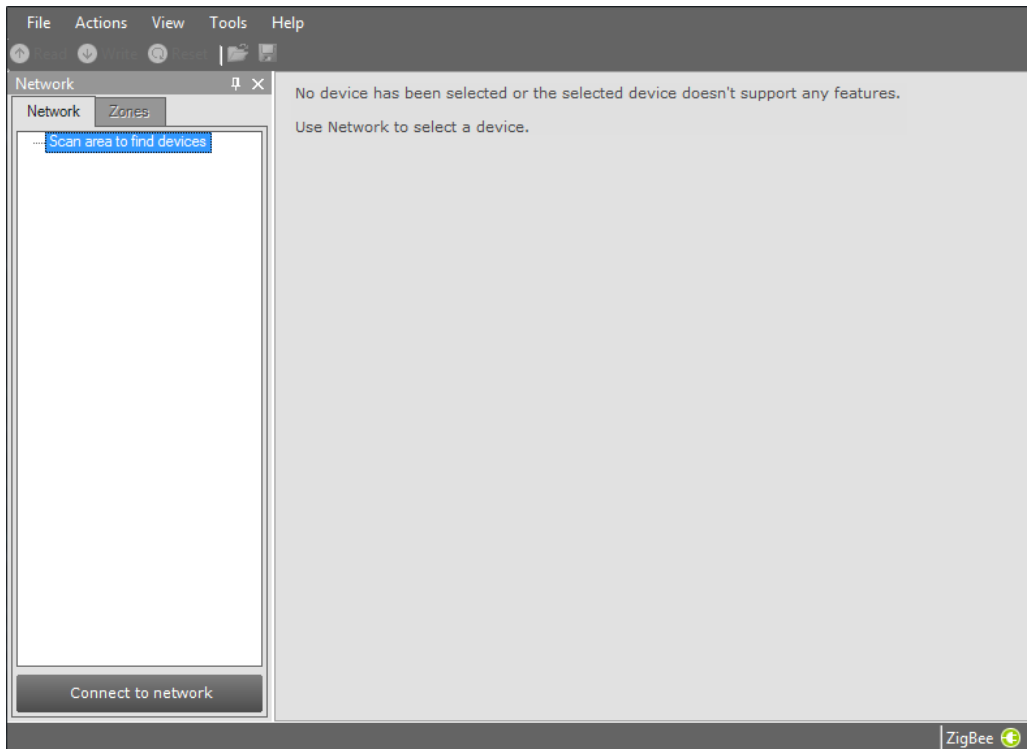 File Actions View Tools Help
Read Write Reset
Network
Network Zones
Scan area to find devices
Connect to network
No device has been selected or the selected device doesn't support any features.
Use Network to select a device.
ZigBee